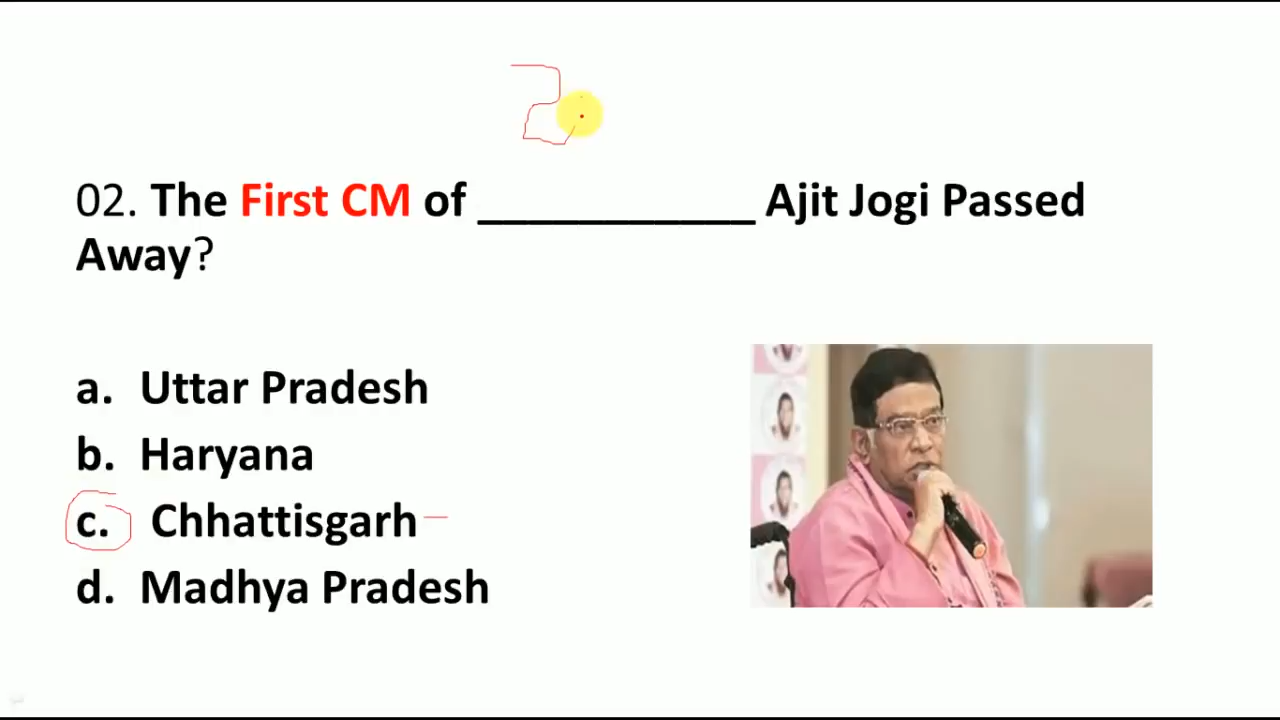 02. The First CM of ____________ Ajit Jogi Passed
Away?
a. Uttar Pradesh
b. Haryana
c. Chhattisgarh
d. Madhya Pradesh